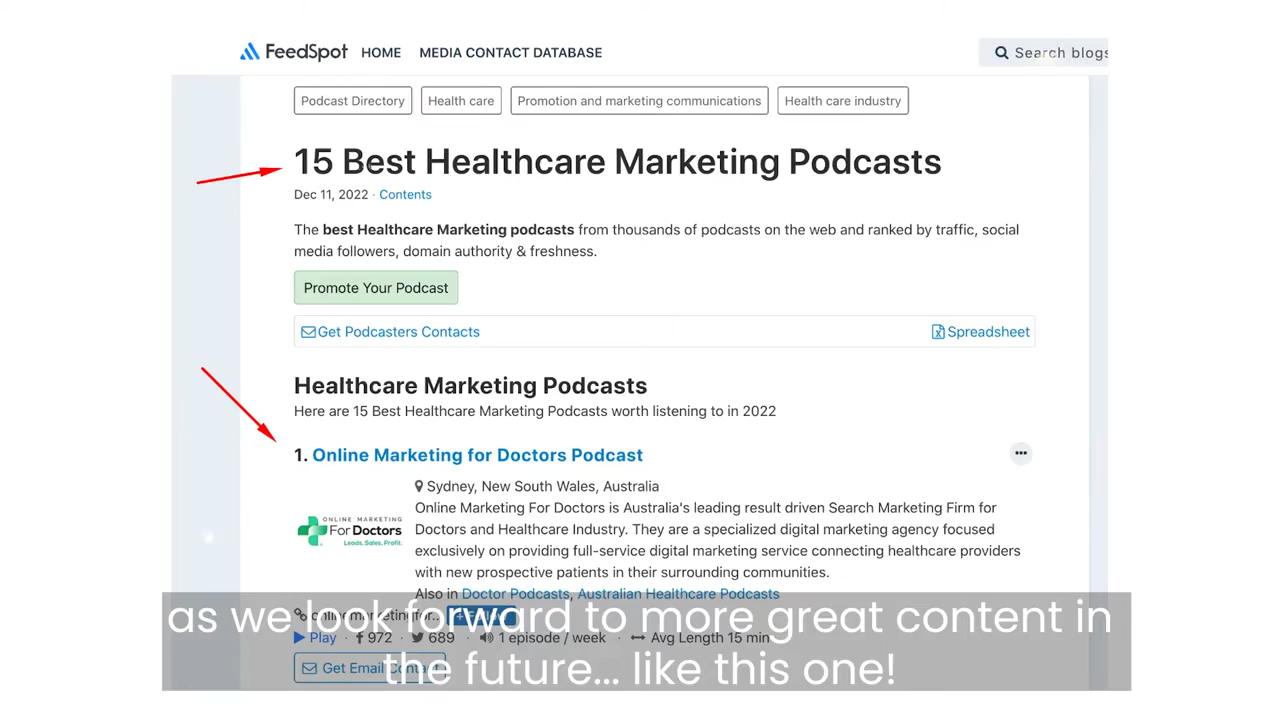 FeedSpot HOME MEDIA CONTACT DATABASE Search blogs
Podcast Directory Health care Promotion and marketing communications Health care industry
15 Best Healthcare Marketing Podcasts
Dec 11, 2022 · Contents
The best Healthcare Marketing podcasts from thousands of podcasts on the web and ranked by traffic, social
media followers, domain authority & freshness.
Promote Your Podcast
Get Podcasters Contacts Spreadsheet
Healthcare Marketing Podcasts
Here are 15 Best Healthcare Marketing Podcasts worth listening to in 2022
1. Online Marketing for Doctors Podcast
Sydney, New South Wales, Australia
Online Marketing For Doctors is Australia's leading result driven Search Marketing Firm for
Doctors and Healthcare Industry. They are a specialized digital marketing agency focused
exclusively on providing full-service digital marketing service connecting healthcare providers
with new prospective patients in their surrounding communities.
ONLINE MARKETING
For Doctors
Leads. Sales. Profit.
Also in Doctor Podcasts, Australian Healthcare Podcasts
onlinemarketingfor..
Play · 972 · 689 · 1 episode / week · Avg Length 15 min
Get Email Contact
as we look forward to more great content in
the future... like this one!